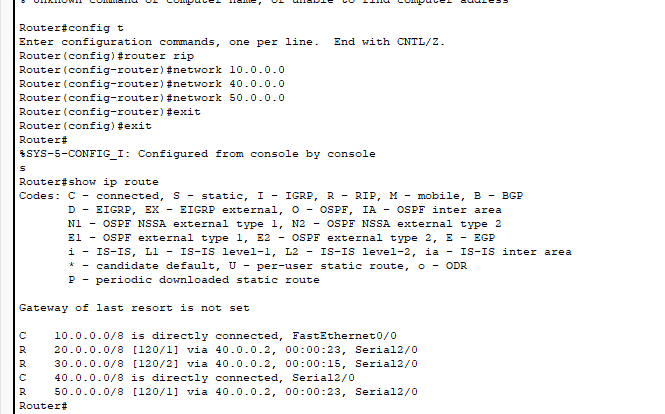 % Unknown command or computer name, or unable to find computer address
Router#config t
Enter configuration commands, one per line.  End with CNTL/Z.
Router(config)#router rip
Router(config-router)#network 10.0.0.0
Router(config-router)#network 40.0.0.0
Router(config-router)#network 50.0.0.0
Router(config-router)#exit
Router(config)#exit
Router#
%SYS-5-CONFIG_I: Configured from console by console
s
Router#show ip route
Codes: C - connected, S - static, I - IGRP, R - RIP, M - mobile, B - BGP
       D - EIGRP, EX - EIGRP external, O - OSPF, IA - OSPF inter area
       N1 - OSPF NSSA external type 1, N2 - OSPF NSSA external type 2
       E1 - OSPF external type 1, E2 - OSPF external type 2, E - EGP
       i - IS-IS, L1 - IS-IS level-1, L2 - IS-IS level-2, ia - IS-IS inter area
       * - candidate default, U - per-user static route, o - ODR
       P - periodic downloaded static route
Gateway of last resort is not set
C    10.0.0.0/8 is directly connected, FastEthernet0/0
R    20.0.0.0/8 [120/1] via 40.0.0.2, 00:00:23, Serial2/0
R    30.0.0.0/8 [120/2] via 40.0.0.2, 00:00:15, Serial2/0
C    40.0.0.0/8 is directly connected, Serial2/0
R    50.0.0.0/8 [120/1] via 40.0.0.2, 00:00:23, Serial2/0
Router#